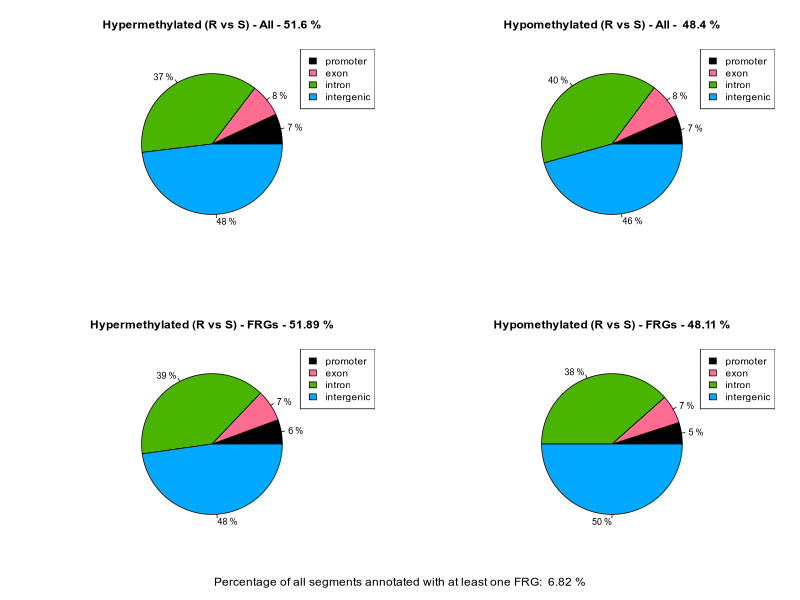 Hypermethylated (R vs S) - All - 51.6 %
37 %
8 %
7 %
48 %
promoter
exon
intron
intergenic
Hypomethylated (R vs S) - All -  48.4 %
40 %
8 %
7 %
46 %
promoter
exon
intron
intergenic
Hypermethylated (R vs S) - FRGs - 51.89 %
39 %
7 %
6 %
48 %
promoter
exon
intron
intergenic
Hypomethylated (R vs S) - FRGs - 48.11 %
38 %
7 %
5 %
50 %
promoter
exon
intron
intergenic
Percentage of all segments annotated with at least one FRG:  6.82 %